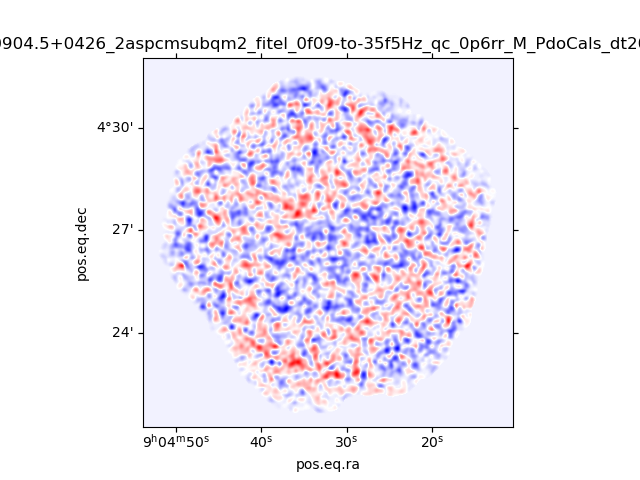 0904.5+0426_2aspcmsubqm2_fitel_0f09-to-35f5Hz_qc_0p6rr_M_PdoCals_dt20
4°30'
27'
24'
pos.eq.dec
9h04m50s 40s 30s 20s
pos.eq.ra